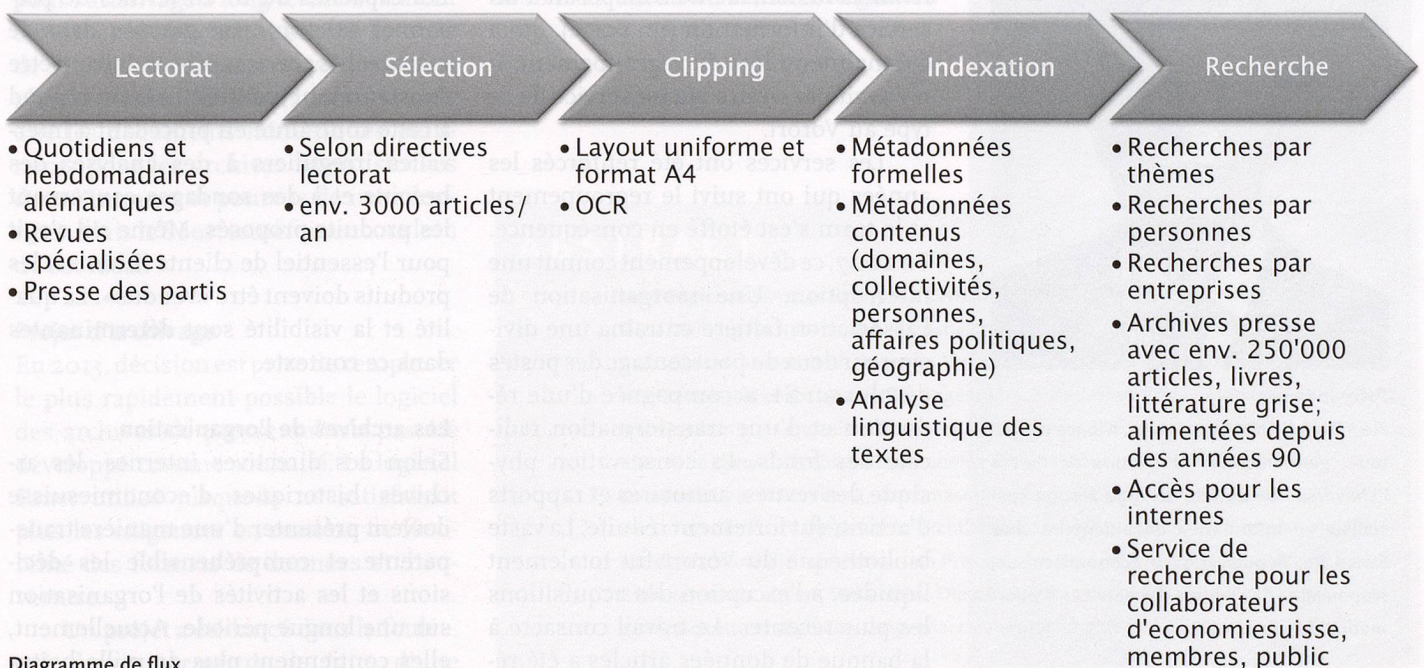 Lectorat
• Quotidiens et
hebdomadaires
alémaniques
• Revues
spécialisées
• Presse des partis
Sélection
• Selon directives
lectorat
• env. 3000 articles/
an
Clipping
• Layout uniforme et
format A4
• OCR
Indexation
• Métadonnées
formelles
• Métadonnées
contenus
(domaines,
collectivités,
personnes,
affaires politiques,
géographie)
• Analyse
linguistique des
textes
Recherche
• Recherches par
thèmes
• Recherches par
personnes
• Recherches par
entreprises
• Archives presse
avec env. 250'000
articles, livres,
littérature grise;
alimentées depuis
des années 90
• Accès pour les
internes
• Service de
recherche pour les
collaborateurs
d'economiesuisse,
membres, public
Diagramme de flux